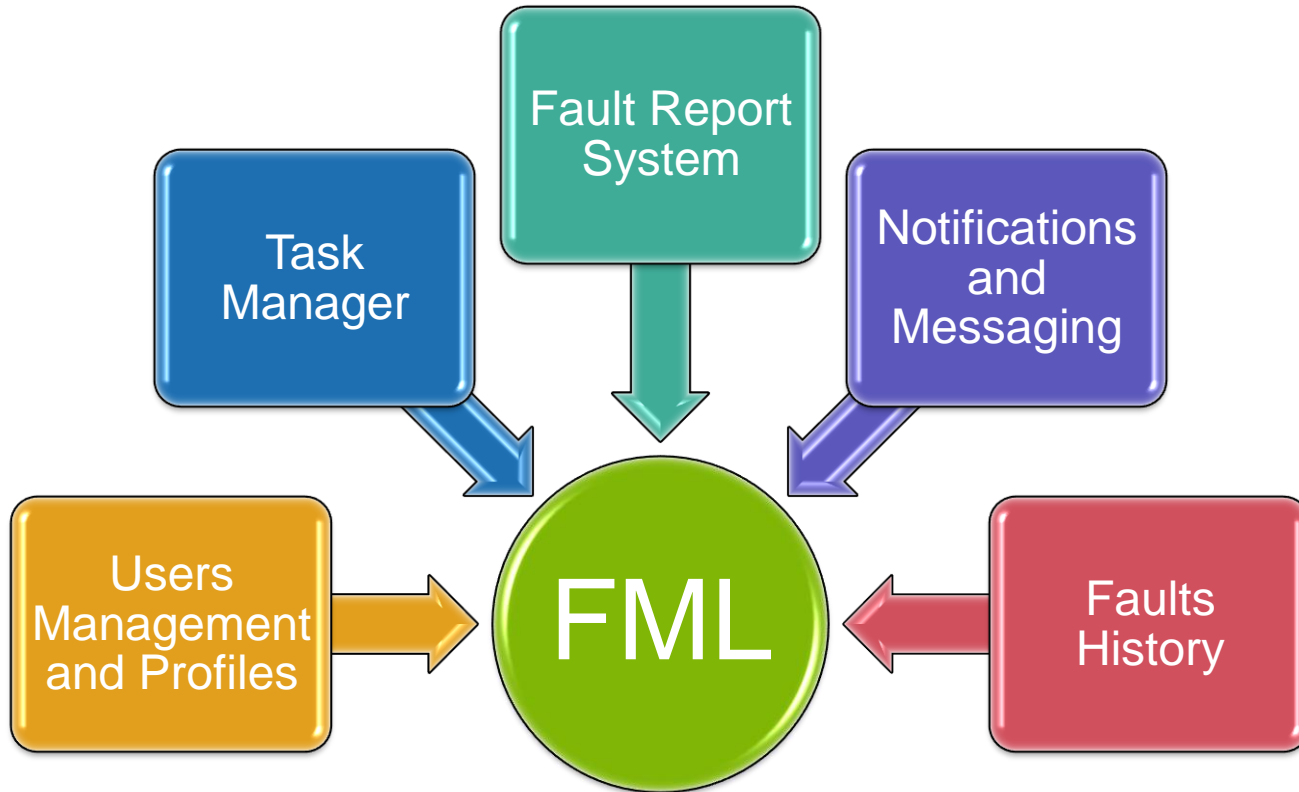 Fault Report
System
Task
Manager
Notifications
and
Messaging
Users
Management
and Profiles
FML
Faults
History